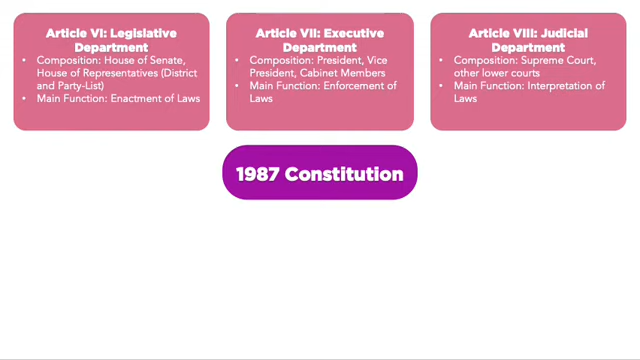 Article VI: Legislative
Department
• Composition: House of Senate,
House of Representatives (District
and Party-List)
• Main Function: Enactment of Laws
Article VII: Executive
Department
• Composition: President, Vice
President, Cabinet Members
• Main Function: Enforcement of
Laws
Article VIII: Judicial
Department
• Composition: Supreme Court,
other lower courts
• Main Function: Interpretation of
Laws
1987 Constitution